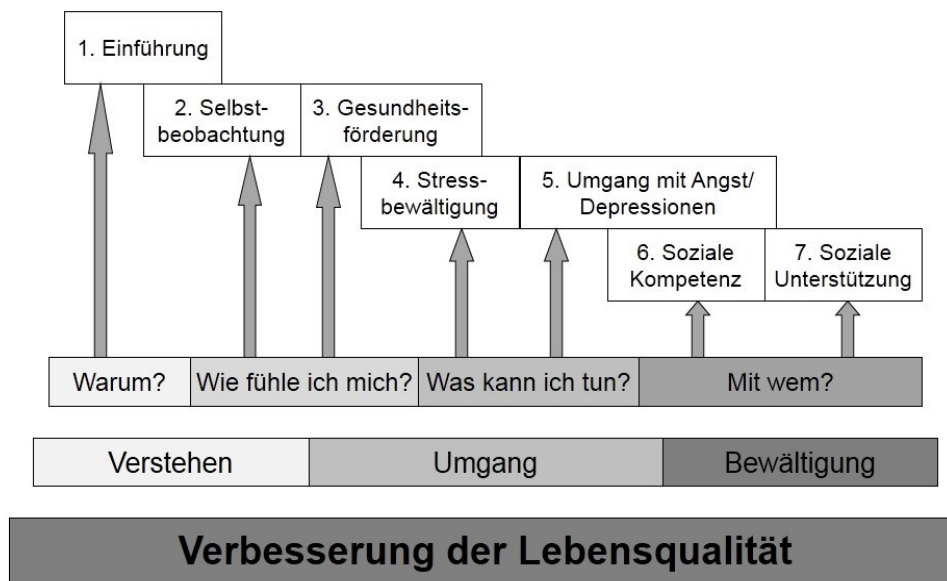 1. Einführung
2. Selbst-
beobachtung
3. Gesundheits-
förderung
4. Stress-
bewältigung
5. Umgang mit Angst/
Depressionen
6. Soziale
Kompetenz
7. Soziale
Unterstützung
Warum?
Wie fühle ich mich?
Was kann ich tun?
Mit wem?
Verstehen
Umgang
Bewältigung
Verbesserung der Lebensqualität